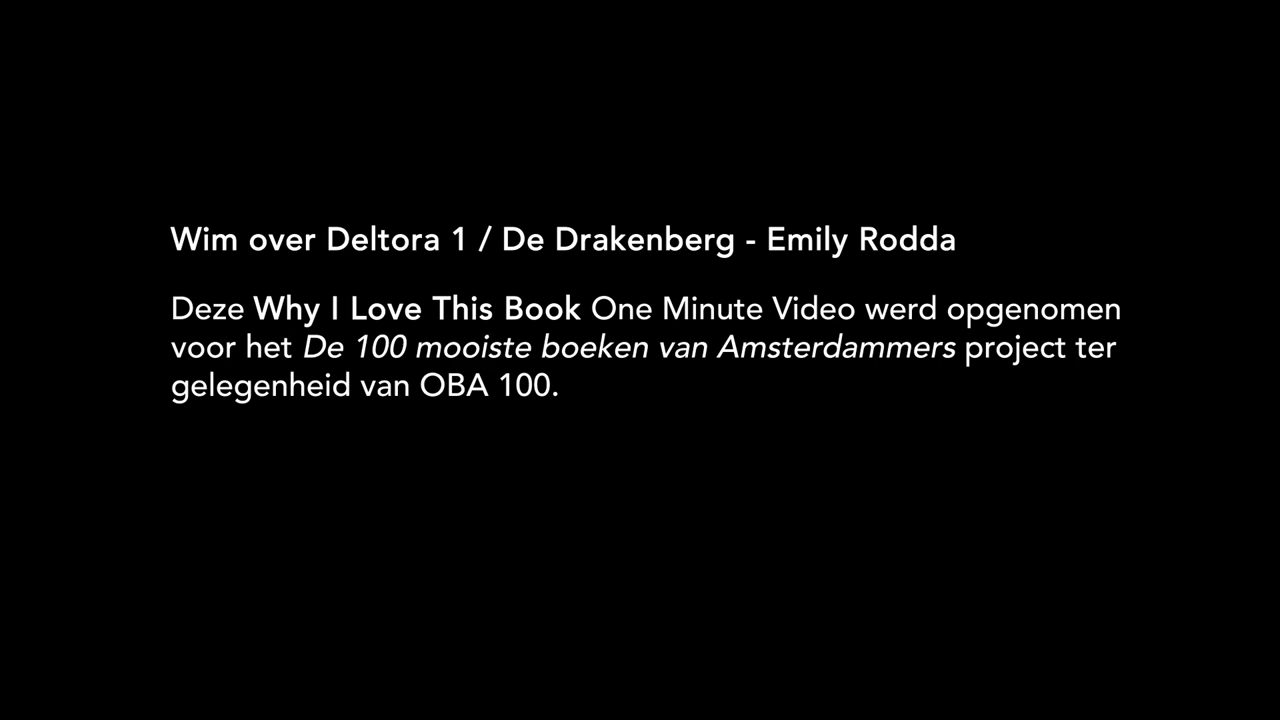 Wim over Deltora 1 / De Drakenberg - Emily Rodda
Deze Why I Love This Book One Minute Video werd opgenomen
voor het De 100 mooiste boeken van Amsterdammers project ter
gelegenheid van OBA 100.